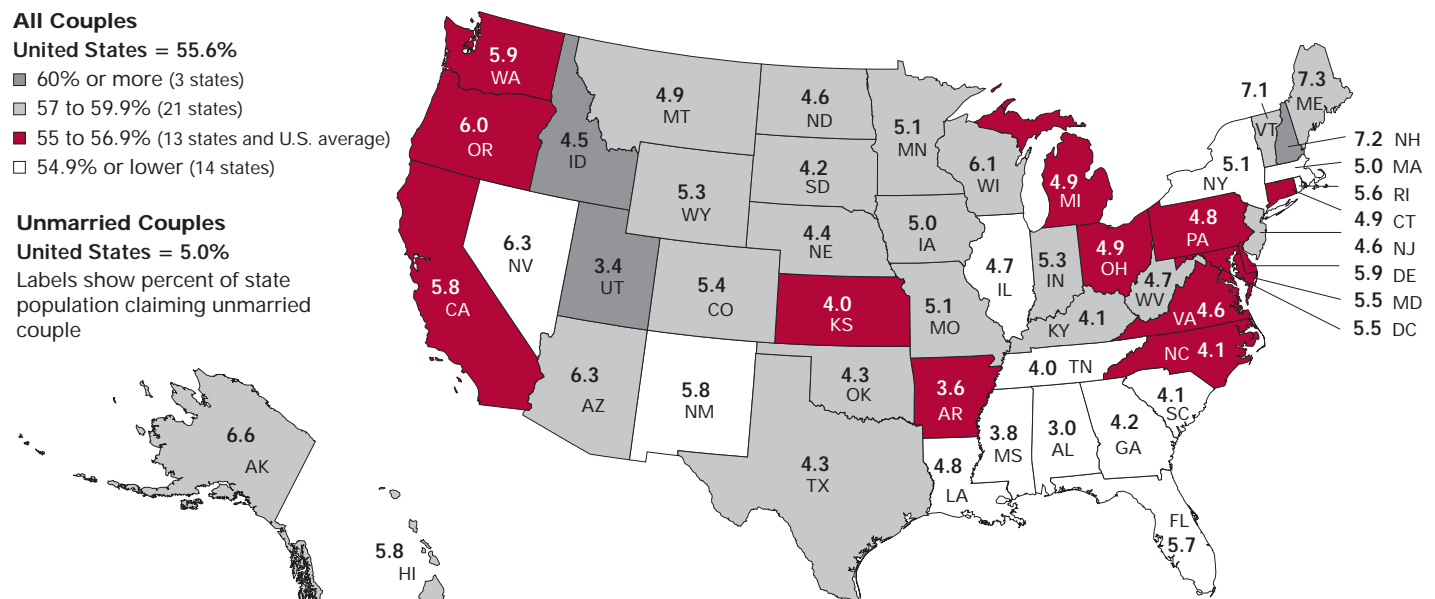 All Couples
United States = 55.6%
60% or more (3 states)
57 to 59.9% (21 states)
55 to 56.9% (13 states and U.S. average)
54.9% or lower (14 states)
Unmarried Couples
United States = 5.0%
Labels show percent of state
population claiming unmarried
couple
5.9
WA
6.0
OR
5.8
CA
4.5
ID
6.3
NV
3.4
UT
6.3
AZ
4.9
MT
5.3
WY
5.4
CO
5.8
NM
4.6
ND
4.2
SD
4.4
NE
4.0
KS
4.3
OK
4.3
TX
5.1
MN
5.0
IA
5.1
MO
3.6
AR
4.8
LA
6.1
WI
4.7
IL
4.9
MI
5.3
IN
4.9
OH
KY 4.1
4.0 TN
3.8
MS
3.0
AL
4.2
GA
FL
5.7
4.1
SC
NC 4.1
VA 4.6
4.7
WV
4.8
PA
5.1
NY
7.1
VT
7.3
ME
7.2 NH
5.0 MA
5.6 RI
4.9 CT
4.6 NJ
5.9 DE
5.5 MD
5.5 DC
6.6
AK
5.8
HI